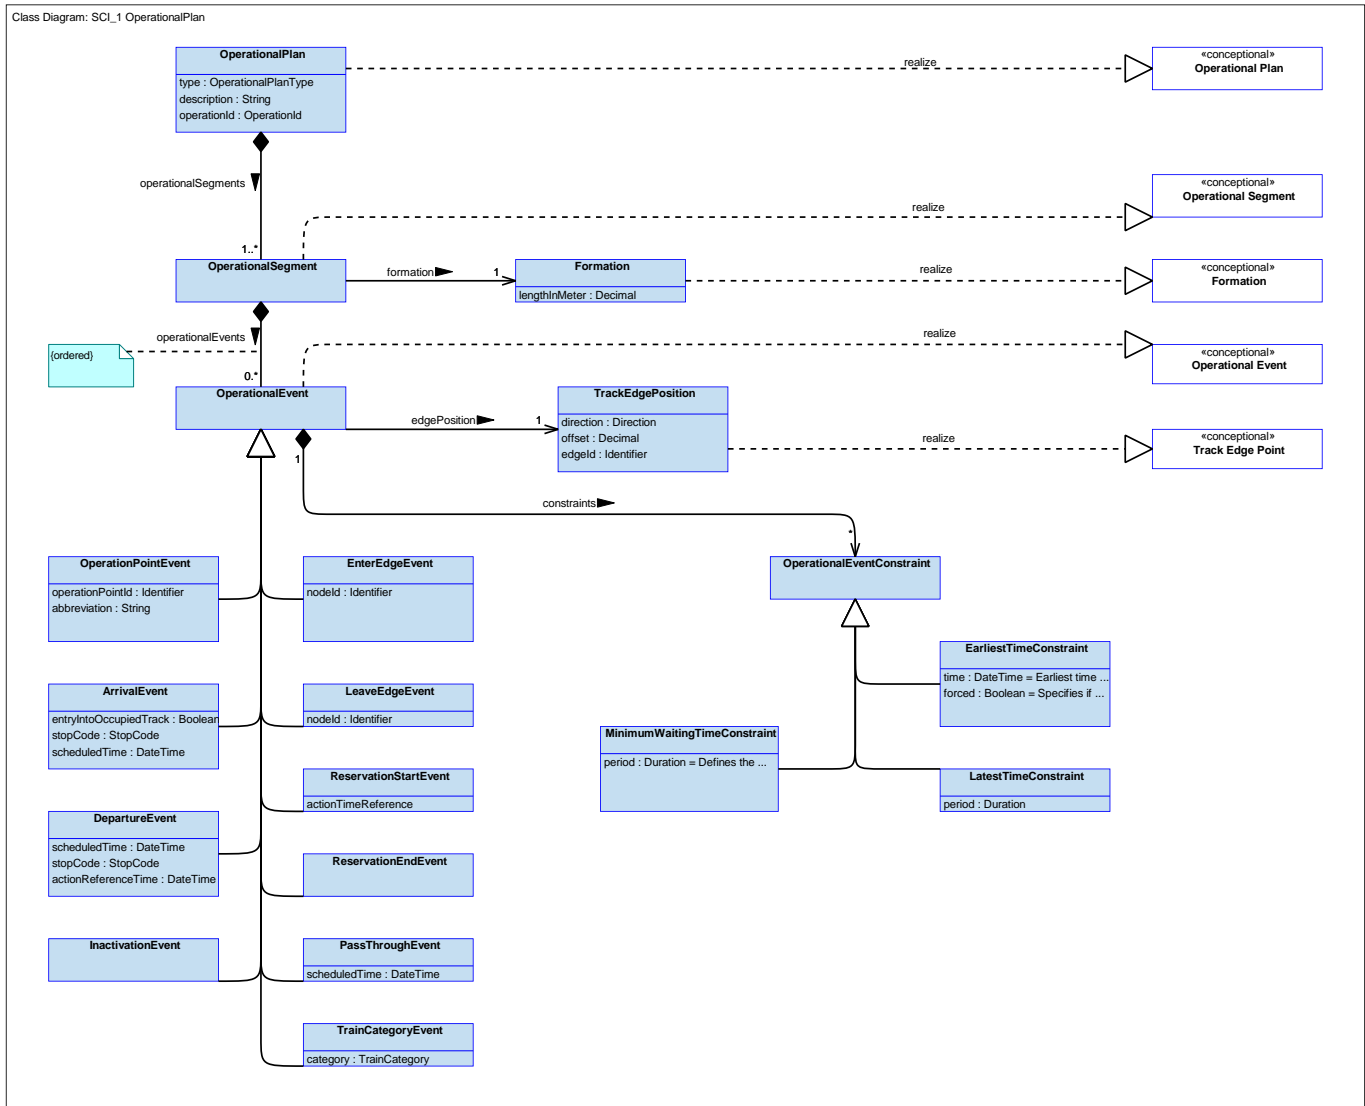 Class Diagram: SCI_1 OperationalPlan
OperationalPlan
type : OperationalPlanType
description : String
operationId : OperationId
realize
«conceptional»
Operational Plan
operationalSegments
1..*
realize
«conceptional»
Operational Segment
OperationalSegment
formation
1
Formation
lengthInMeter : Decimal
realize
«conceptional»
Formation
operationalEvents
{ordered}
0..*
realize
«conceptional»
Operational Event
OperationalEvent
edgePosition
1
TrackEdgePosition
direction : Direction
offset : Decimal
edgeId : Identifier
realize
«conceptional»
Track Edge Point
1
constraints
*
OperationPointEvent
operationPointId : Identifier
abbreviation : String
EnterEdgeEvent
nodeId : Identifier
OperationalEventConstraint
ArrivalEvent
entryIntoOccupiedTrack : Boolean
stopCode : StopCode
scheduledTime : DateTime
LeaveEdgeEvent
nodeId : Identifier
EarliestTimeConstraint
time : DateTime = Earliest time ...
forced : Boolean = Specifies if ...
MinimumWaitingTimeConstraint
period : Duration = Defines the ...
ReservationStartEvent
actionTimeReference
LatestTimeConstraint
period : Duration
DepartureEvent
scheduledTime : DateTime
stopCode : StopCode
actionReferenceTime : DateTime
ReservationEndEvent
InactivationEvent
PassThroughEvent
scheduledTime : DateTime
TrainCategoryEvent
category : TrainCategory